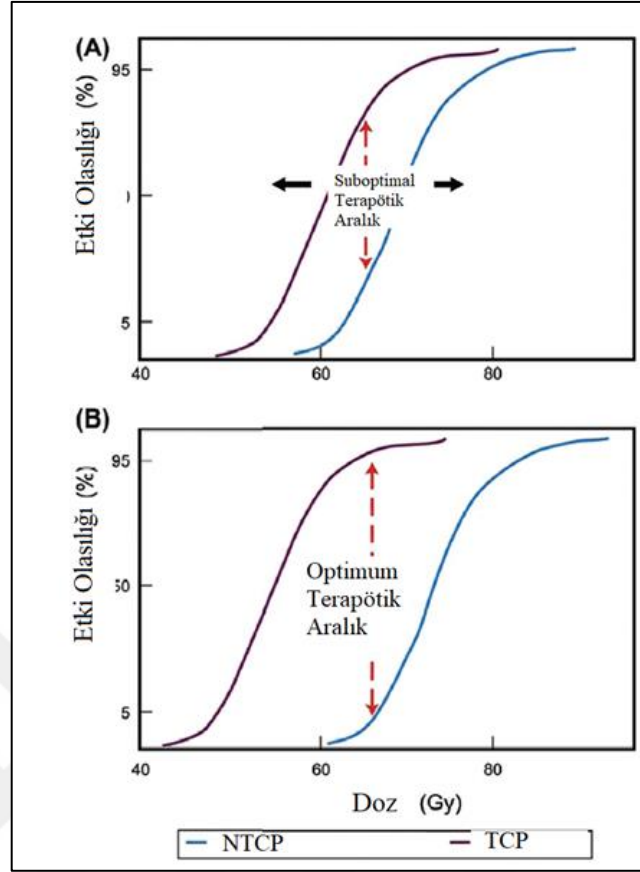 (A)
95
Etki Olasılığı (%)
Suboptimal
Terapötik
Aralık
)
5
40
60
80
(B)
95
Etki Olasılığı (%)
50
Optimum
Terapötik
Aralık
5
40
60
80
Doz (Gy)
NTCP
TCP